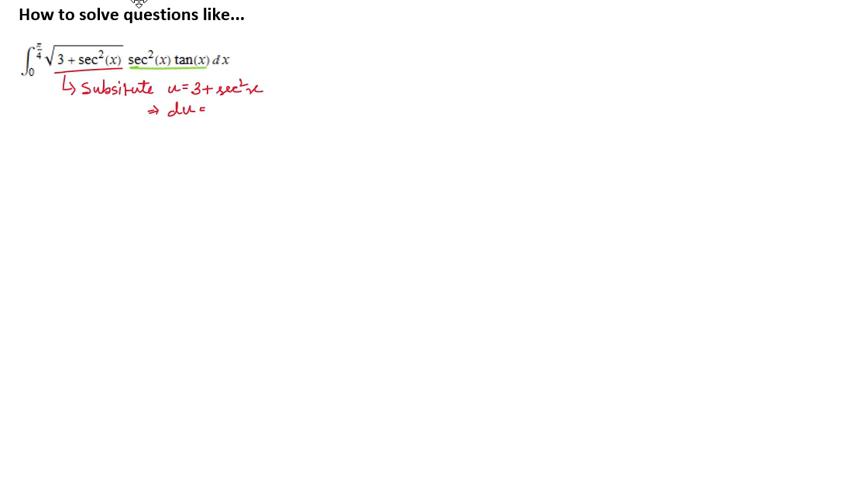 How to solve questions like...
∫₀^(π/4) √(3 + sec²(x)) sec²(x) tan(x) dx
↳ Subsitute u = 3 + sec²x
⇒ du =